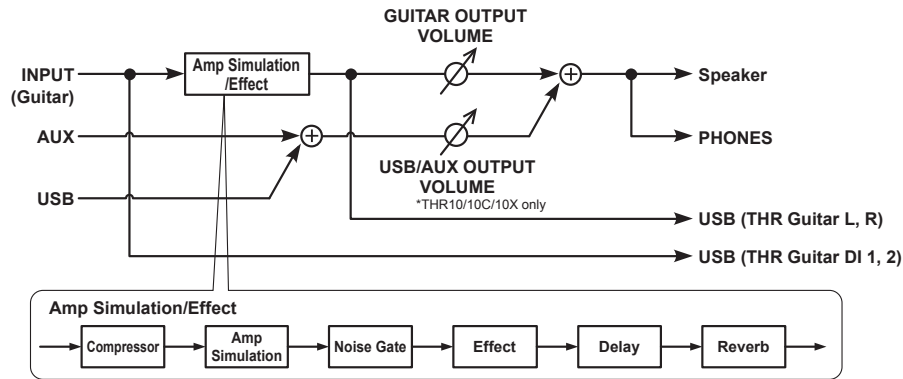 GUITAR OUTPUT
VOLUME
INPUT
(Guitar)
Amp Simulation
/Effect
Speaker
AUX
PHONES
USB/AUX OUTPUT
VOLUME
*THR10/10C/10X only
USB
USB (THR Guitar L, R)
USB (THR Guitar DI 1, 2)
Amp Simulation/Effect
Compressor
Amp
Simulation
Noise Gate
Effect
Delay
Reverb